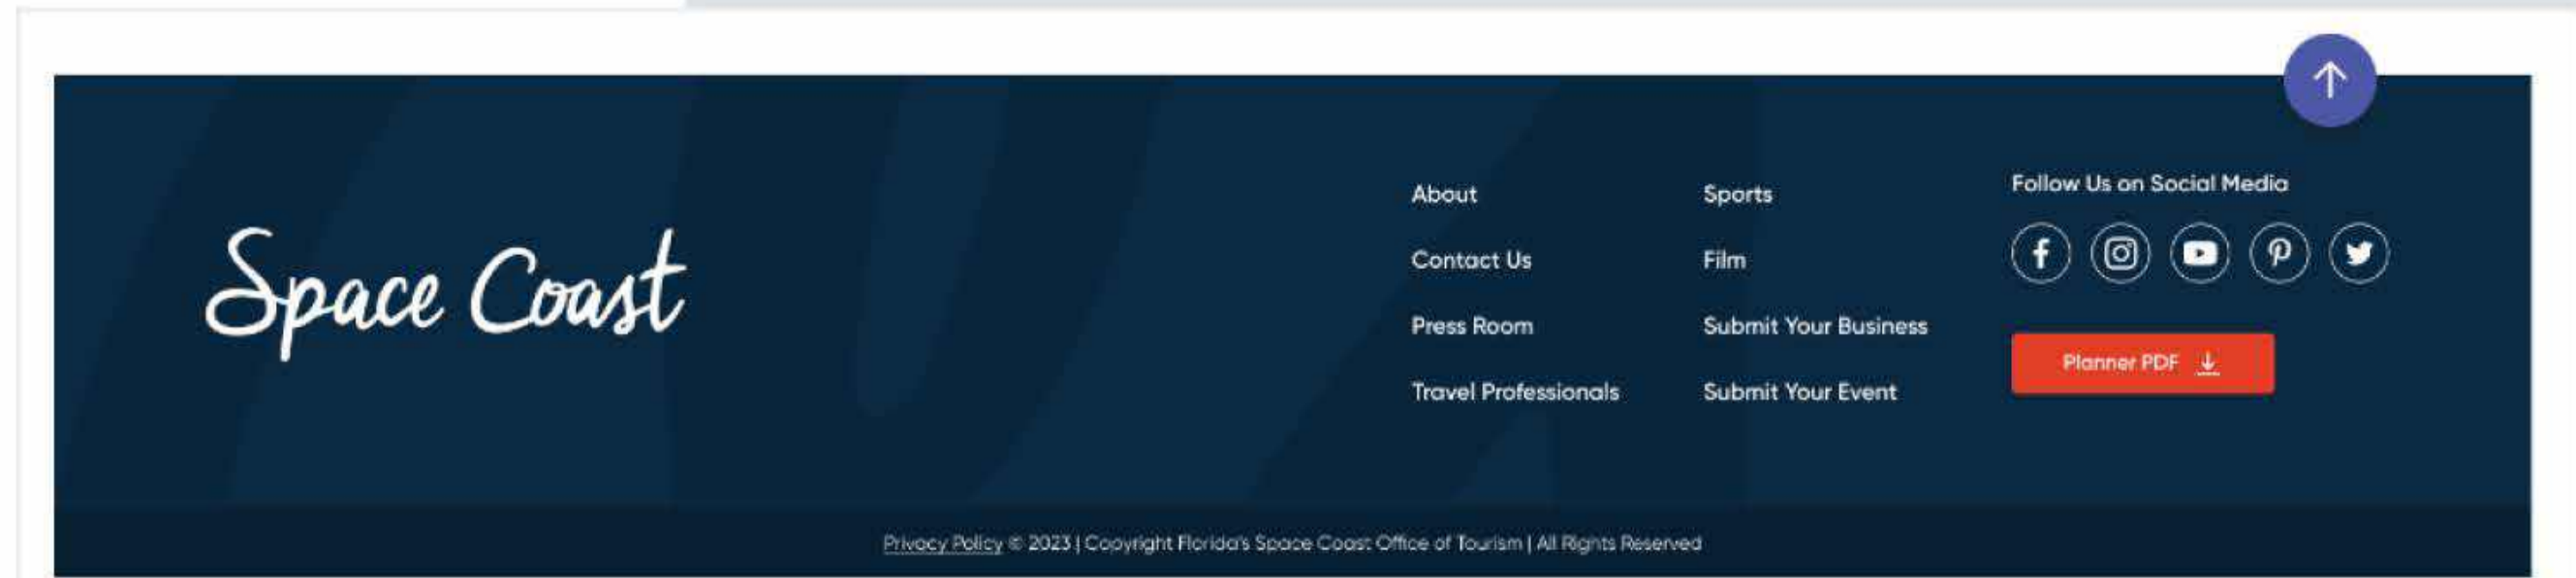 Space Coast
About
Contact Us
Press Room
Travel Professionals
Sports
Film
Submit Your Business
Submit Your Event
Follow Us on Social Media
Planner PDF
Privacy Policy © 2023 | Copyright Florida's Space Coast Office of Tourism | All Rights Reserved